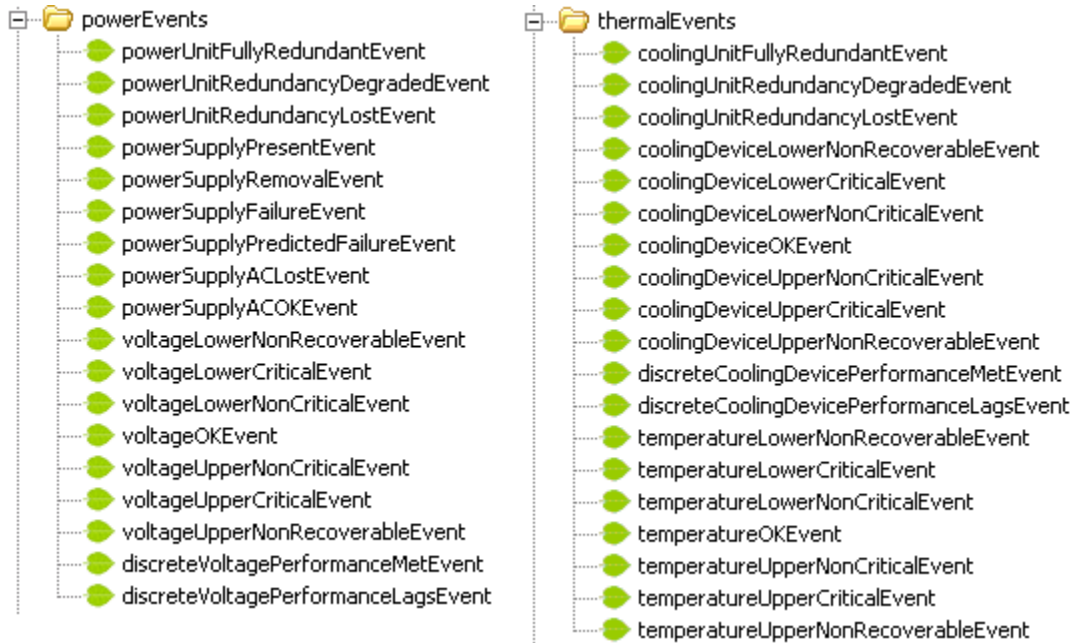 powerEvents
powerUnitFullyRedundantEvent
powerUnitRedundancyDegradedEvent
powerUnitRedundancyLostEvent
powerSupplyPresentEvent
powerSupplyRemovalEvent
powerSupplyFailureEvent
powerSupplyPredictedFailureEvent
powerSupplyACLostEvent
powerSupplyACOKEvent
voltageLowerNonRecoverableEvent
voltageLowerCriticalEvent
voltageLowerNonCriticalEvent
voltageOKEvent
voltageUpperNonCriticalEvent
voltageUpperCriticalEvent
voltageUpperNonRecoverableEvent
discreteVoltagePerformanceMetEvent
discreteVoltagePerformanceLagsEvent
thermalEvents
coolingUnitFullyRedundantEvent
coolingUnitRedundancyDegradedEvent
coolingUnitRedundancyLostEvent
coolingDeviceLowerNonRecoverableEvent
coolingDeviceLowerCriticalEvent
coolingDeviceLowerNonCriticalEvent
coolingDeviceOKEvent
coolingDeviceUpperNonCriticalEvent
coolingDeviceUpperCriticalEvent
coolingDeviceUpperNonRecoverableEvent
discreteCoolingDevicePerformanceMetEvent
discreteCoolingDevicePerformanceLagsEvent
temperatureLowerNonRecoverableEvent
temperatureLowerCriticalEvent
temperatureLowerNonCriticalEvent
temperatureOKEvent
temperatureUpperNonCriticalEvent
temperatureUpperCriticalEvent
temperatureUpperNonRecoverableEvent